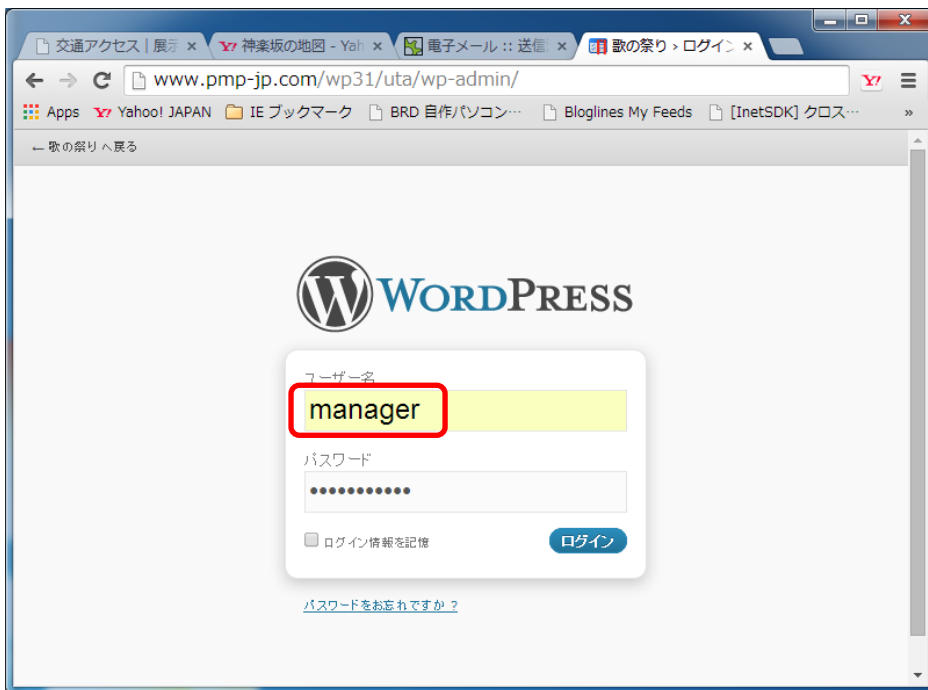 交通アクセス | 展示
神楽坂の地図 - Yah
電子メール :: 送信
歌の祭り › ログイン
www.pmp-jp.com/wp31/uta/wp-admin/
Apps Yahoo! JAPAN IE ブックマーク BRD 自作パソコン… Bloglines My Feeds [InetSDK] クロス… »
← 歌の祭り へ戻る
WORDPRESS
ユーザー名
manager
パスワード
•••••••••••
ログイン情報を記憶
ログイン
パスワードをお忘れですか ?